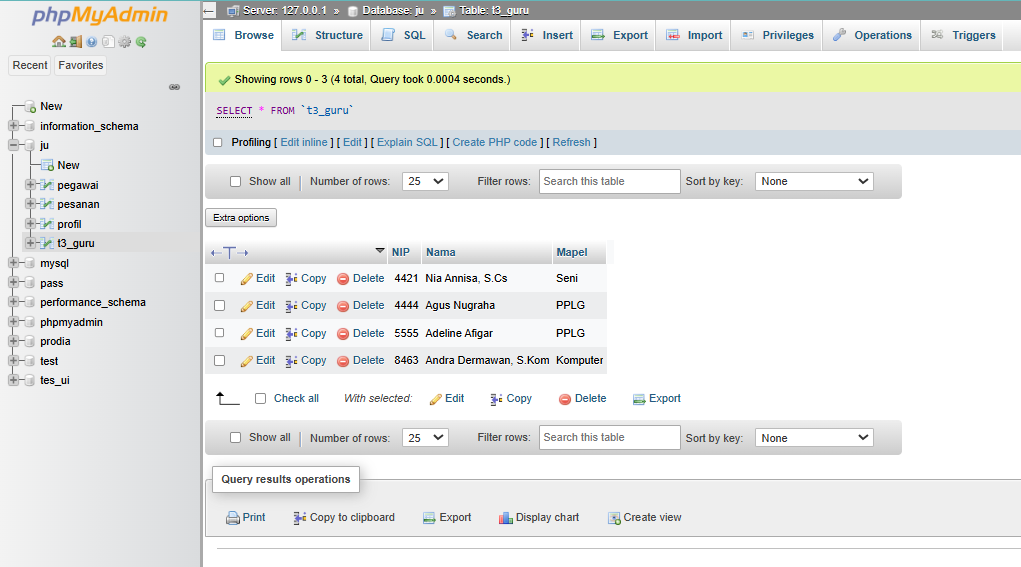 phpMyAdmin
Recent Favorites
New
information_schema
ju
New
pegawai
pesanan
profil
t3_guru
mysql
pass
performance_schema
phpmyadmin
prodia
test
tes_ui
Server: 127.0.0.1 » Database: ju » Table: t3_guru
Browse Structure SQL Search Insert Export Import Privileges Operations Triggers
Showing rows 0 - 3 (4 total, Query took 0.0004 seconds.)
SELECT * FROM `t3_guru`
Profiling [ Edit inline ] [ Edit ] [ Explain SQL ] [ Create PHP code ] [ Refresh ]
Show all Number of rows: 25 Filter rows: Search this table Sort by key: None
Extra options
←T→ NIP Nama Mapel
Edit Copy Delete 4421 Nia Annisa, S.Cs Seni
Edit Copy Delete 4444 Agus Nugraha PPLG
Edit Copy Delete 5555 Adeline Afigar PPLG
Edit Copy Delete 8463 Andra Dermawan, S.Kom Komputer
Check all With selected: Edit Copy Delete Export
Show all Number of rows: 25 Filter rows: Search this table Sort by key: None
Query results operations
Print Copy to clipboard Export Display chart Create view